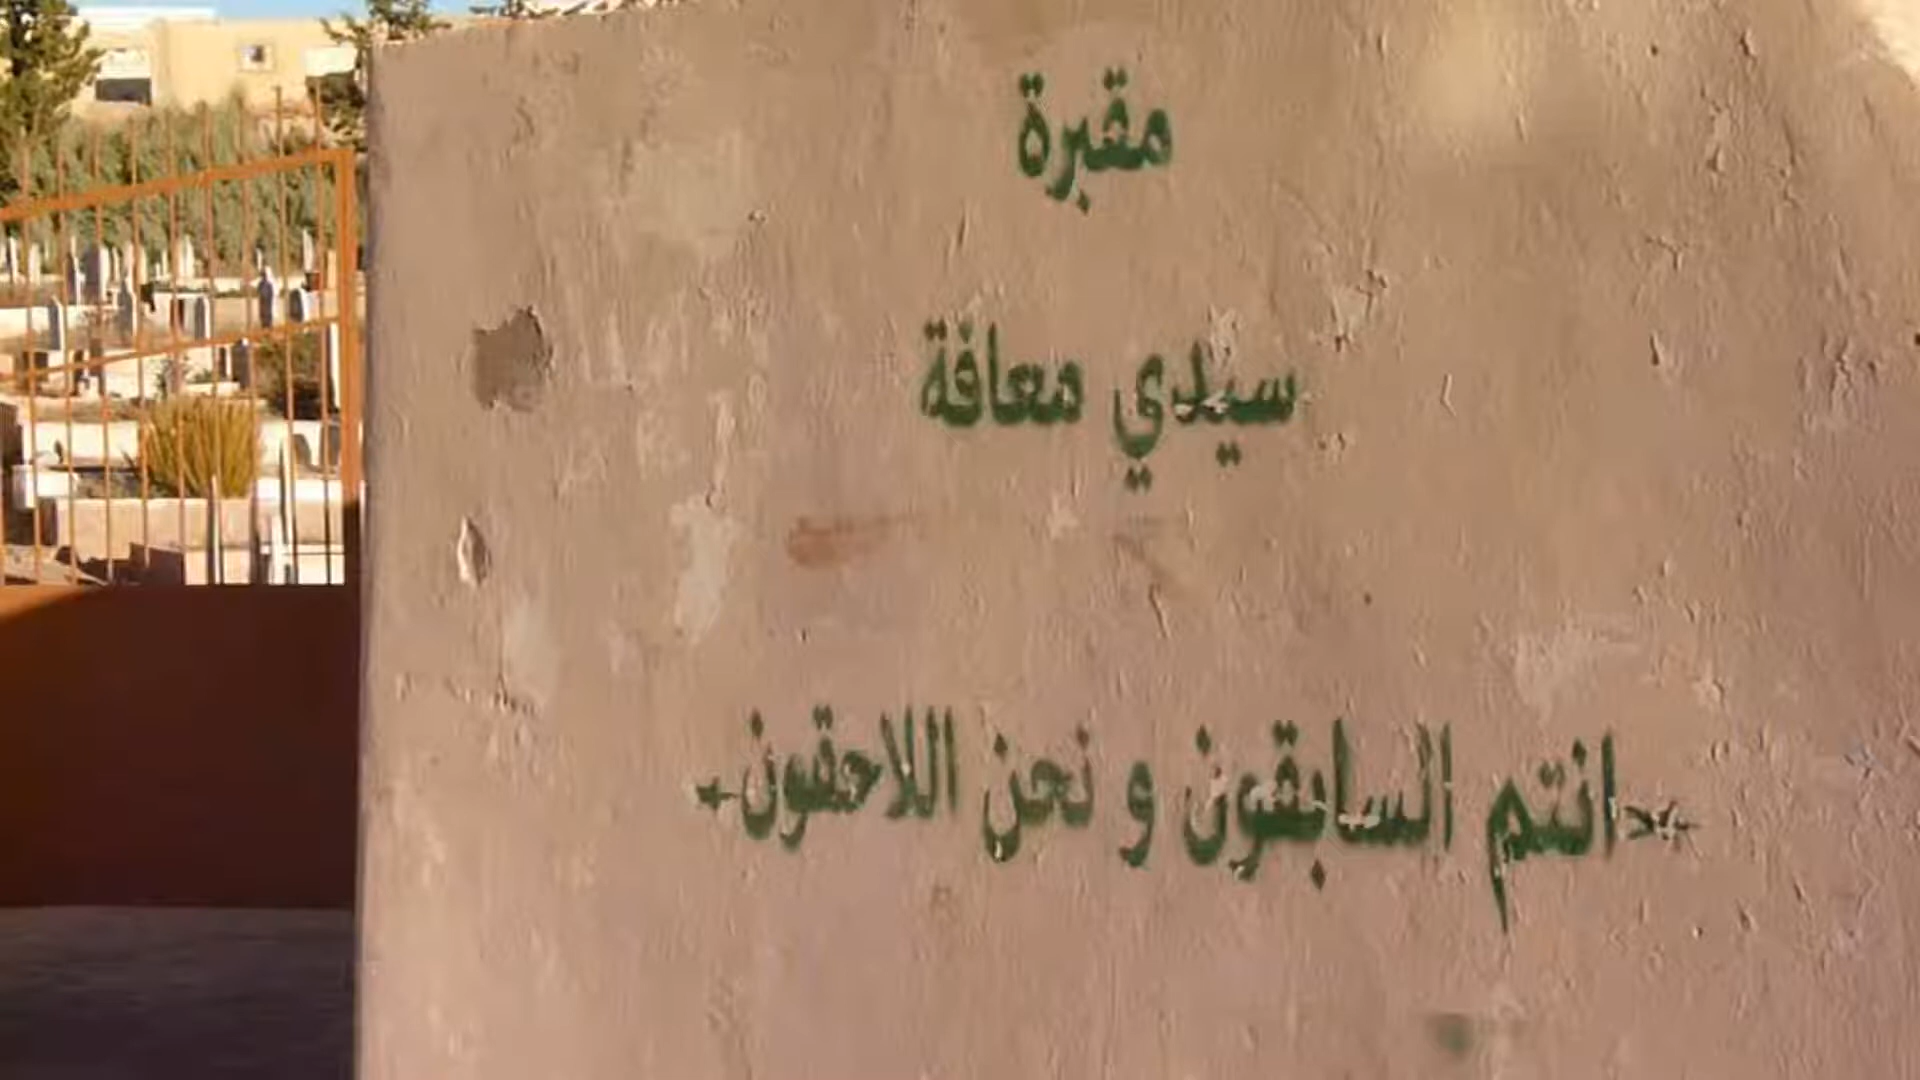 مقبرة
سيدي معافة
انتم السابقون و نحن اللاحقون